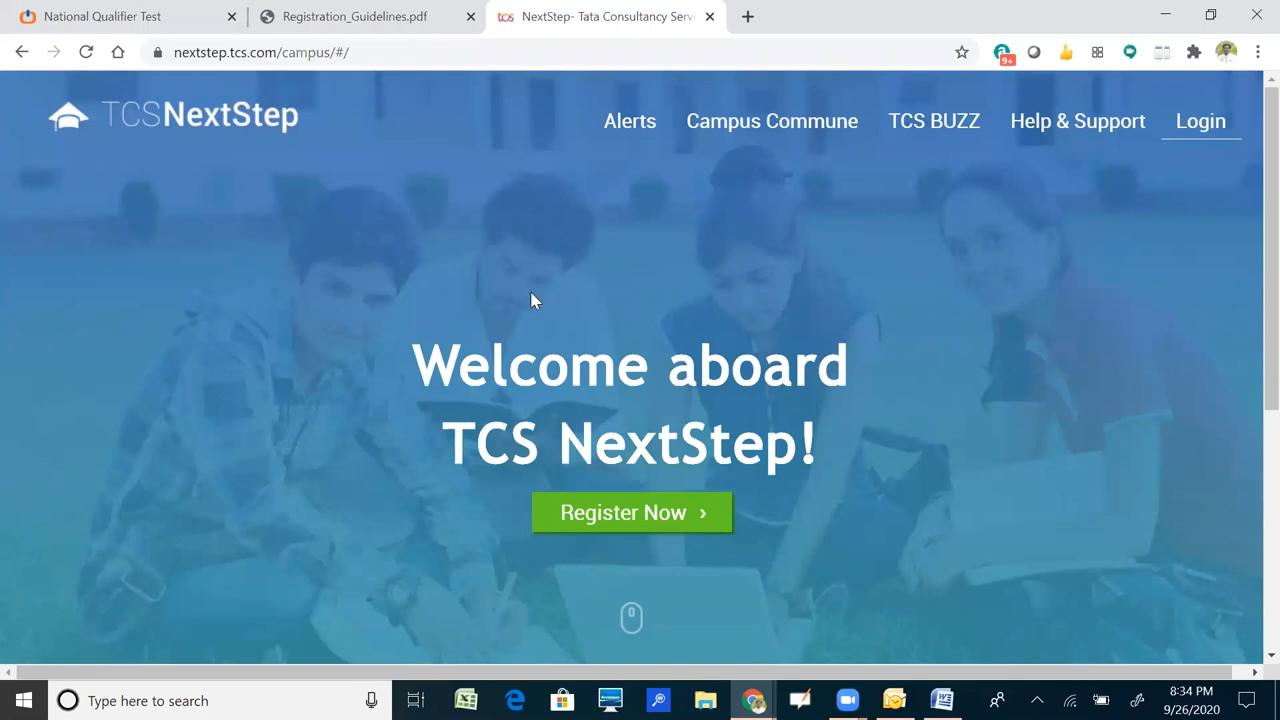 National Qualifier Test
Registration_Guidelines.pdf
tcs NextStep- Tata Consultancy Servi
nextstep.tcs.com/campus/#/
9+
TCSNextStep
Alerts
Campus Commune
TCS BUZZ
Help & Support
Login
Welcome aboard
TCS NextStep!
Register Now ›
Type here to search
8:34 PM
9/26/2020